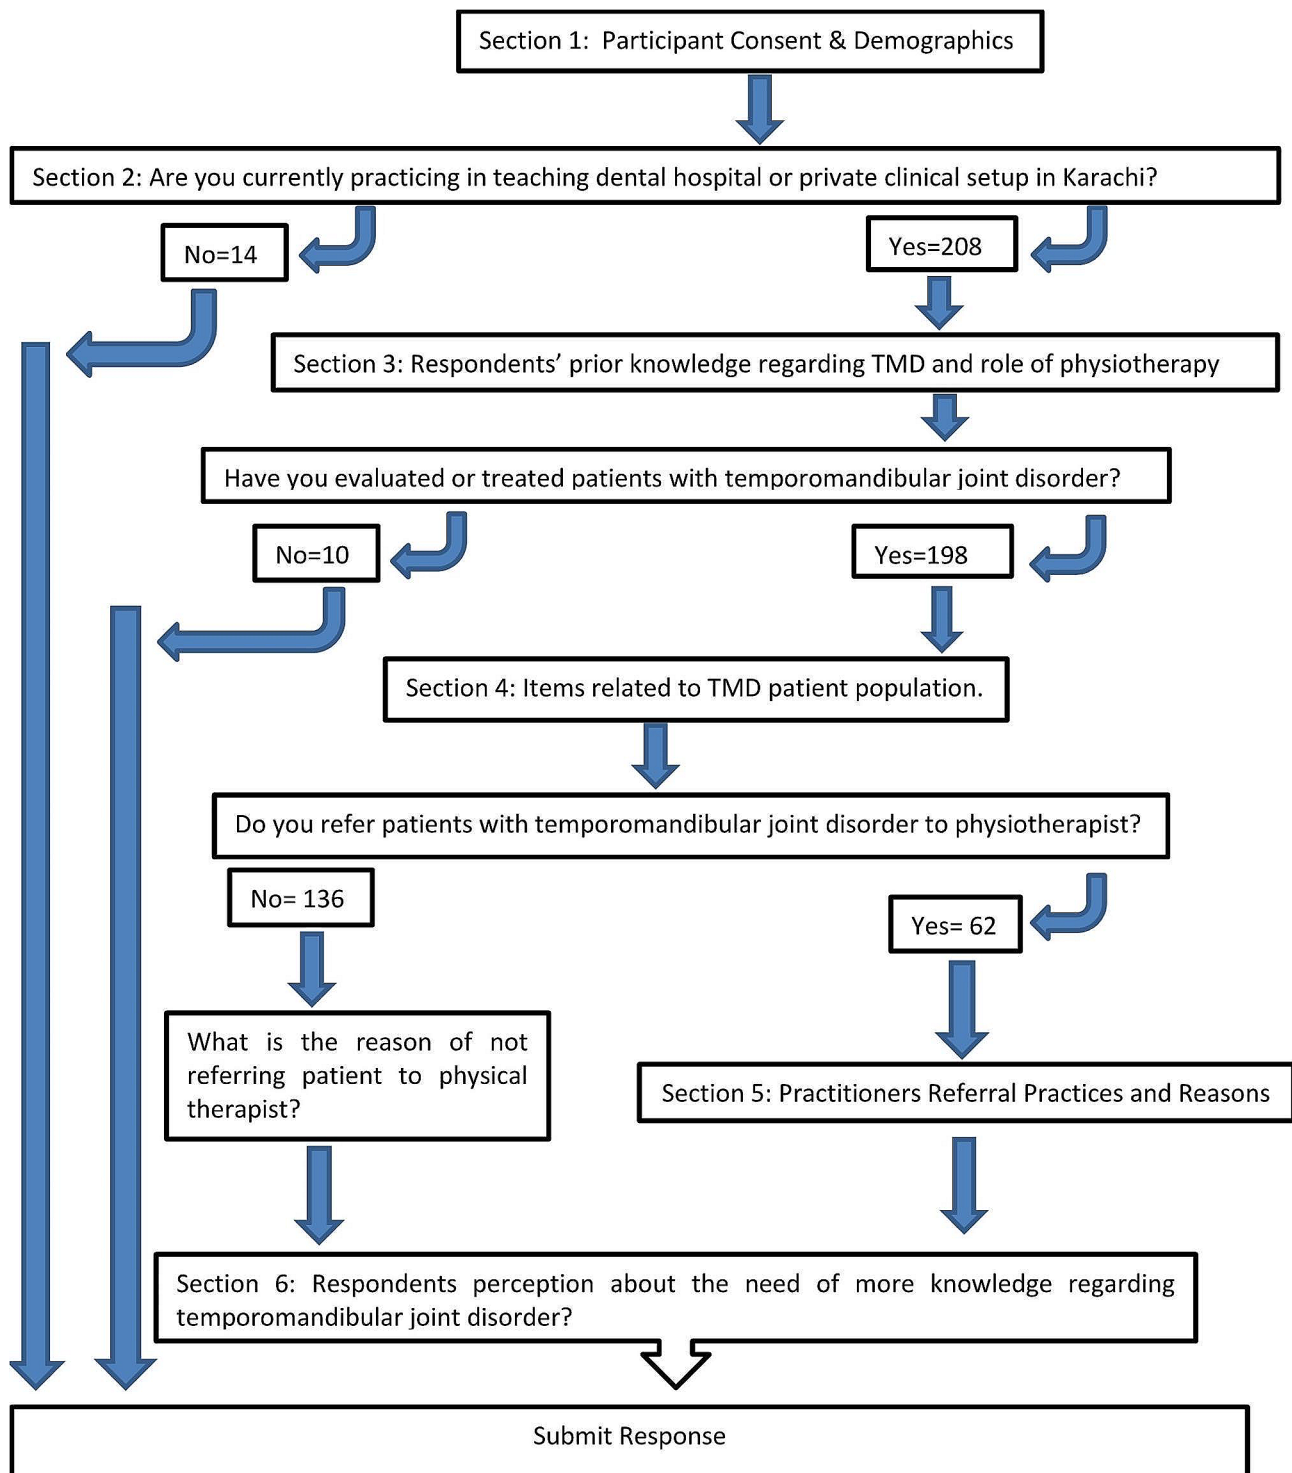 Section 1:  Participant Consent & Demographics
Section 2: Are you currently practicing in teaching dental hospital or private clinical setup in Karachi?
No=14
Yes=208
Section 3: Respondents’ prior knowledge regarding TMD and role of physiotherapy
Have you evaluated or treated patients with temporomandibular joint disorder?
No=10
Yes=198
Section 4: Items related to TMD patient population.
Do you refer patients with temporomandibular joint disorder to physiotherapist?
No= 136
Yes= 62
What is the reason of not
referring patient to physical
therapist?
Section 5: Practitioners Referral Practices and Reasons
Section 6: Respondents perception about the need of more knowledge regarding
temporomandibular joint disorder?
Submit Response